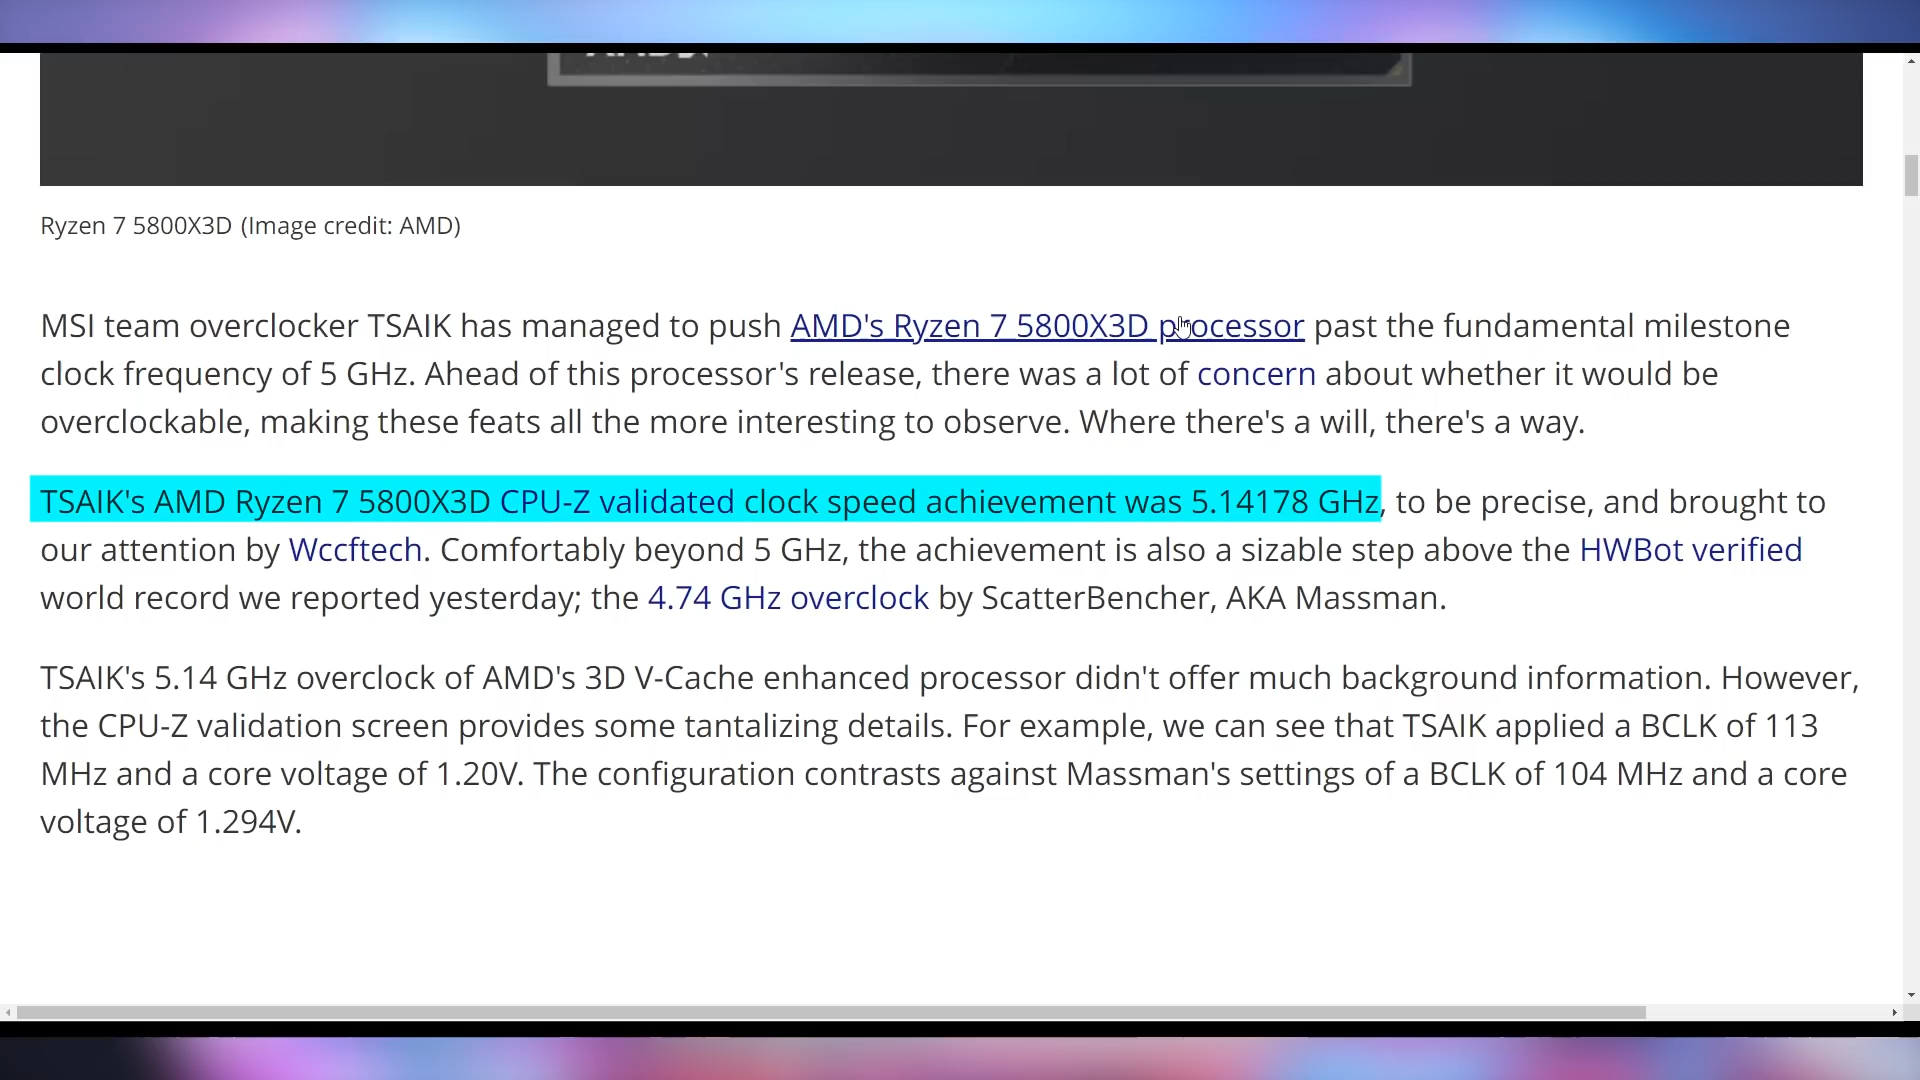 Ryzen 7 5800X3D (Image credit: AMD)
MSI team overclocker TSAIK has managed to push AMD's Ryzen 7 5800X3D processor past the fundamental milestone
clock frequency of 5 GHz. Ahead of this processor's release, there was a lot of concern about whether it would be
overclockable, making these feats all the more interesting to observe. Where there's a will, there's a way.
TSAIK's AMD Ryzen 7 5800X3D CPU-Z validated clock speed achievement was 5.14178 GHz, to be precise, and brought to
our attention by Wccftech. Comfortably beyond 5 GHz, the achievement is also a sizable step above the HWBot verified
world record we reported yesterday; the 4.74 GHz overclock by ScatterBencher, AKA Massman.
TSAIK's 5.14 GHz overclock of AMD's 3D V-Cache enhanced processor didn't offer much background information. However,
the CPU-Z validation screen provides some tantalizing details. For example, we can see that TSAIK applied a BCLK of 113
MHz and a core voltage of 1.20V. The configuration contrasts against Massman's settings of a BCLK of 104 MHz and a core
voltage of 1.294V.